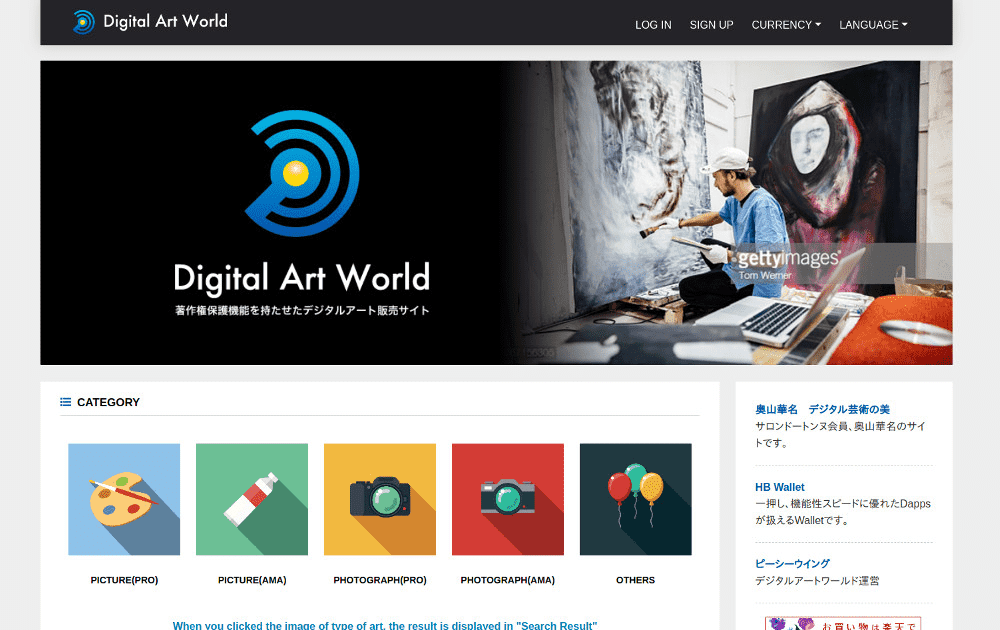 Digital Art World
LOG IN
SIGN UP
CURRENCY
LANGUAGE
Digital Art World
著作権保護機能を持たせたデジタルアート販売サイト
gettyimages
Tom Werner
CATEGORY
PICTURE(PRO)
PICTURE(AMA)
PHOTOGRAPH(PRO)
PHOTOGRAPH(AMA)
OTHERS
When you clicked the image of type of art, the result is displayed in "Search Result"
奥山華名　デジタル芸術の美
サロンドートンヌ会員、奥山華名のサイ
トです。
HB Wallet
一押し、機能性スピードに優れたDapps
が扱えるWalletです。
ピーシーウイング
デジタルアートワールド運営
お買い物は楽天で